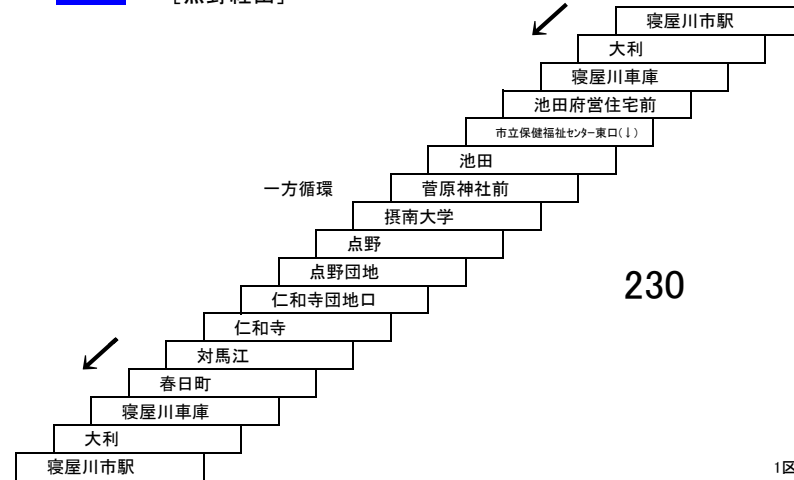 [点野経由]
寝屋川市駅
大利
寝屋川車庫
池田府営住宅前
市立保健福祉センター東口(↓)
池田
一方循環
菅原神社前
摂南大学
点野
点野団地
230
仁和寺団地口
仁和寺
対馬江
春日町
寝屋川車庫
大利
寝屋川市駅
1区